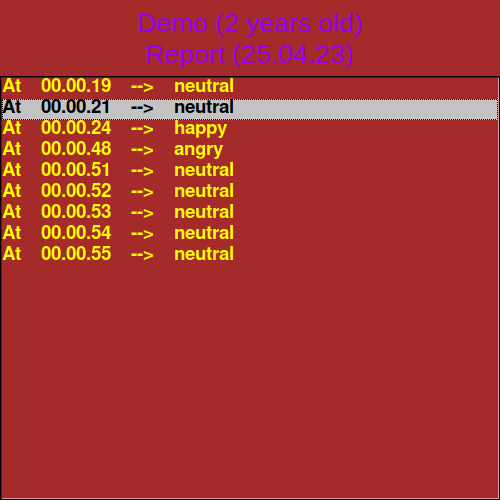 Demo (2 years old)
Report (25.04.23)
At 00.00.19 --> neutral
At 00.00.21 --> neutral
At 00.00.24 --> happy
At 00.00.48 --> angry
At 00.00.51 --> neutral
At 00.00.52 --> neutral
At 00.00.53 --> neutral
At 00.00.54 --> neutral
At 00.00.55 --> neutral